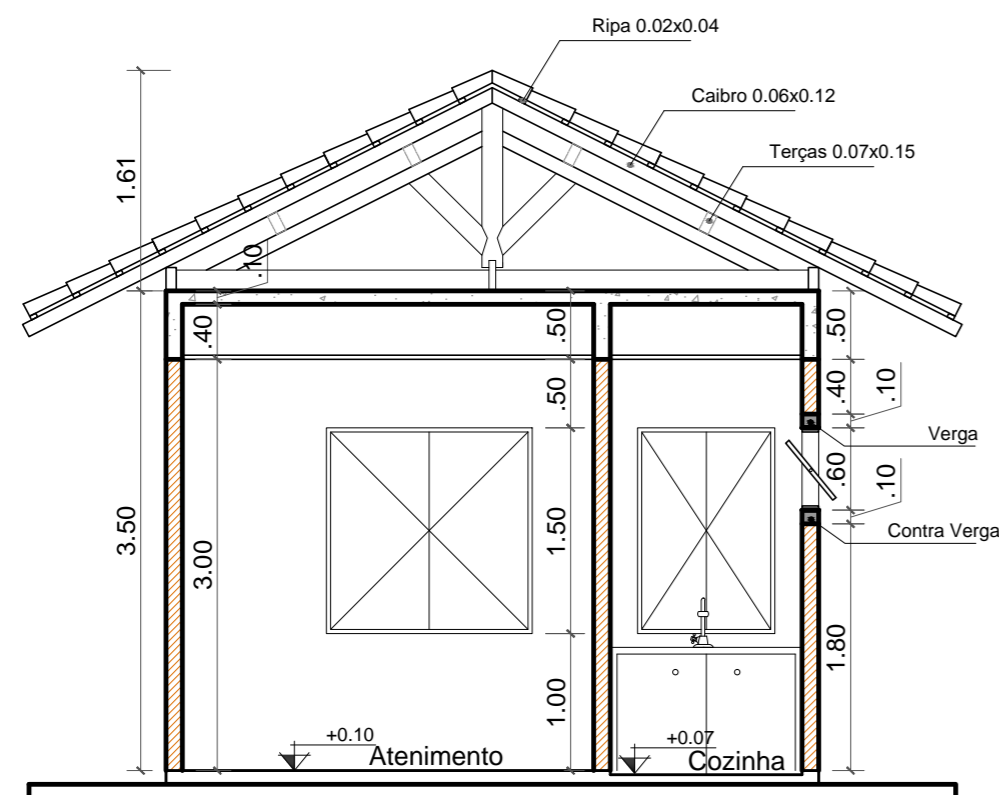 Ripa 0.02x0.04
Caibro 0.06x0.12
Terças 0.07x0.15
1.61
.10
.40
.50
.50
.40
.10
Verga
.50
.60
.10
Contra Verga
3.50
3.00
1.50
1.80
1.00
+0.10
Atenimento
+0.07
Cozinha